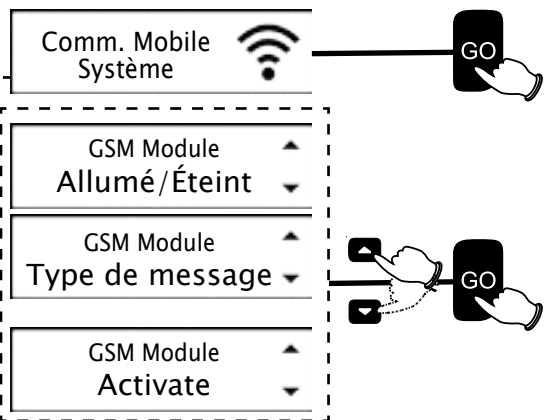 Comm. Mobile
Système
GO
GSM Module
Allumé/Éteint
GSM Module
Type de message
GO
GSM Module
Activate